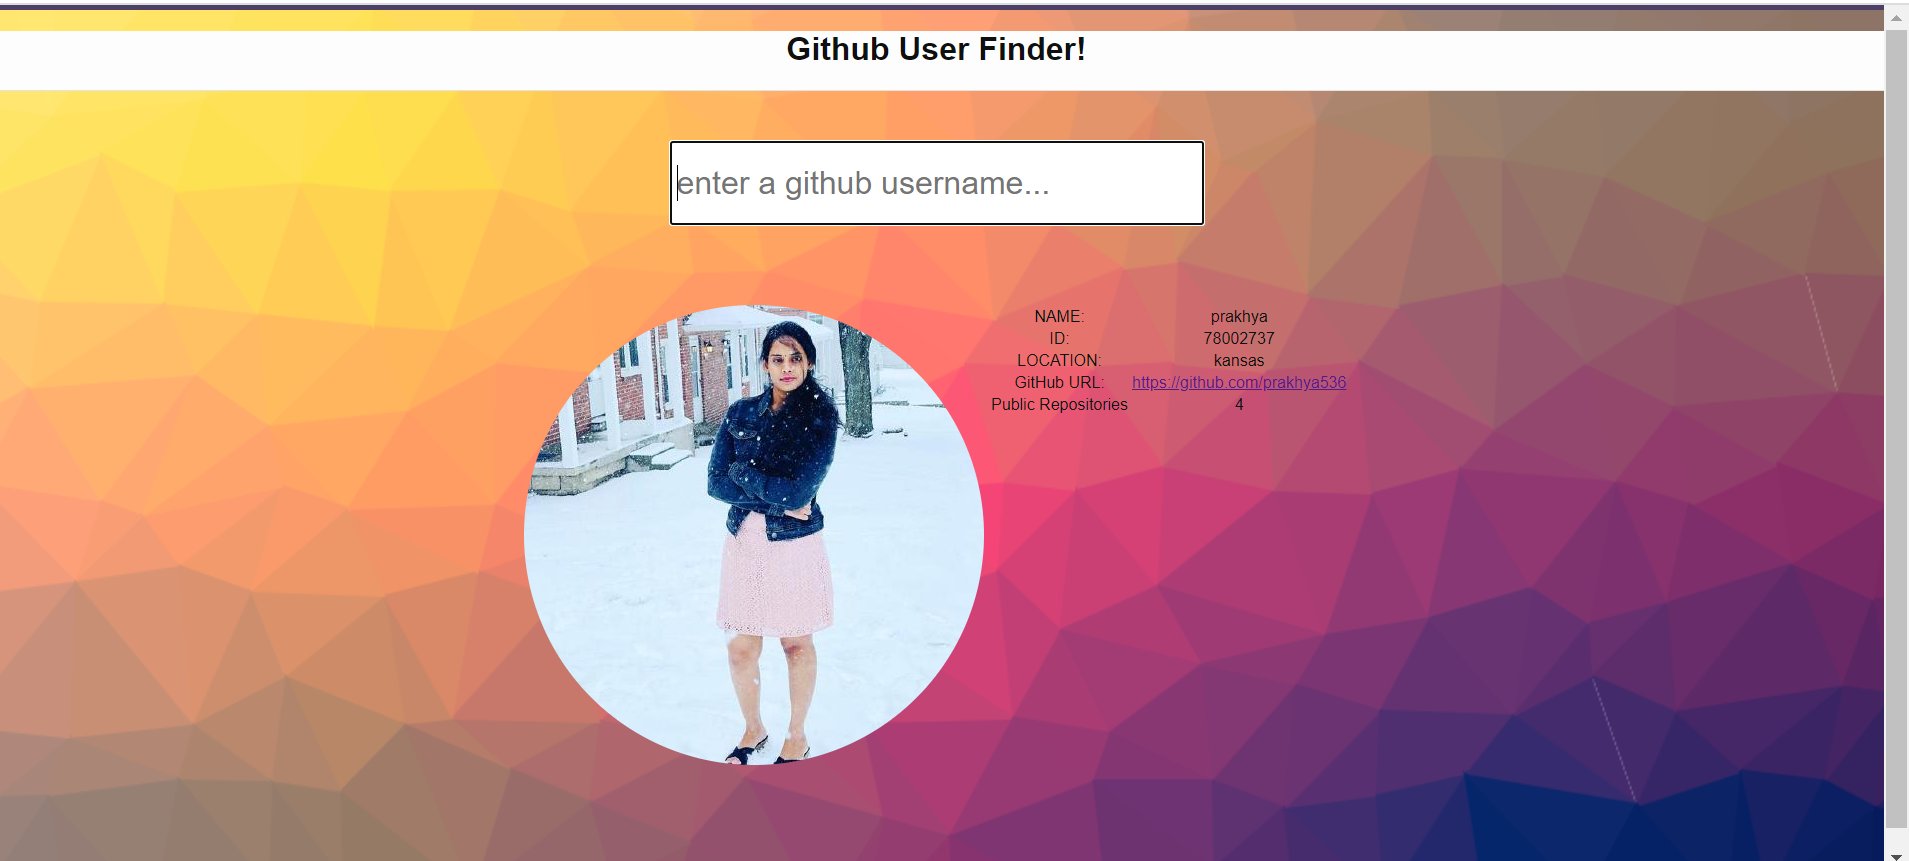 Github User Finder!
enter a github username...
NAME: prakhya
ID: 78002737
LOCATION: kansas
GitHub URL: https://github.com/prakhya536
Public Repositories 4